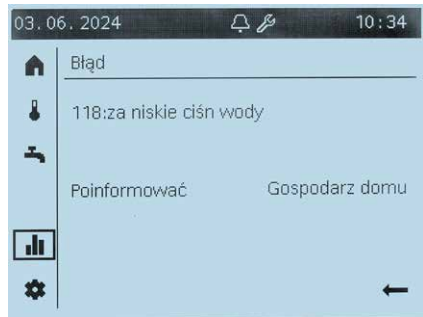 03.06.2024 10:34
Błąd
118:za niskie ciśn wody
Poinformować Gospodarz domu